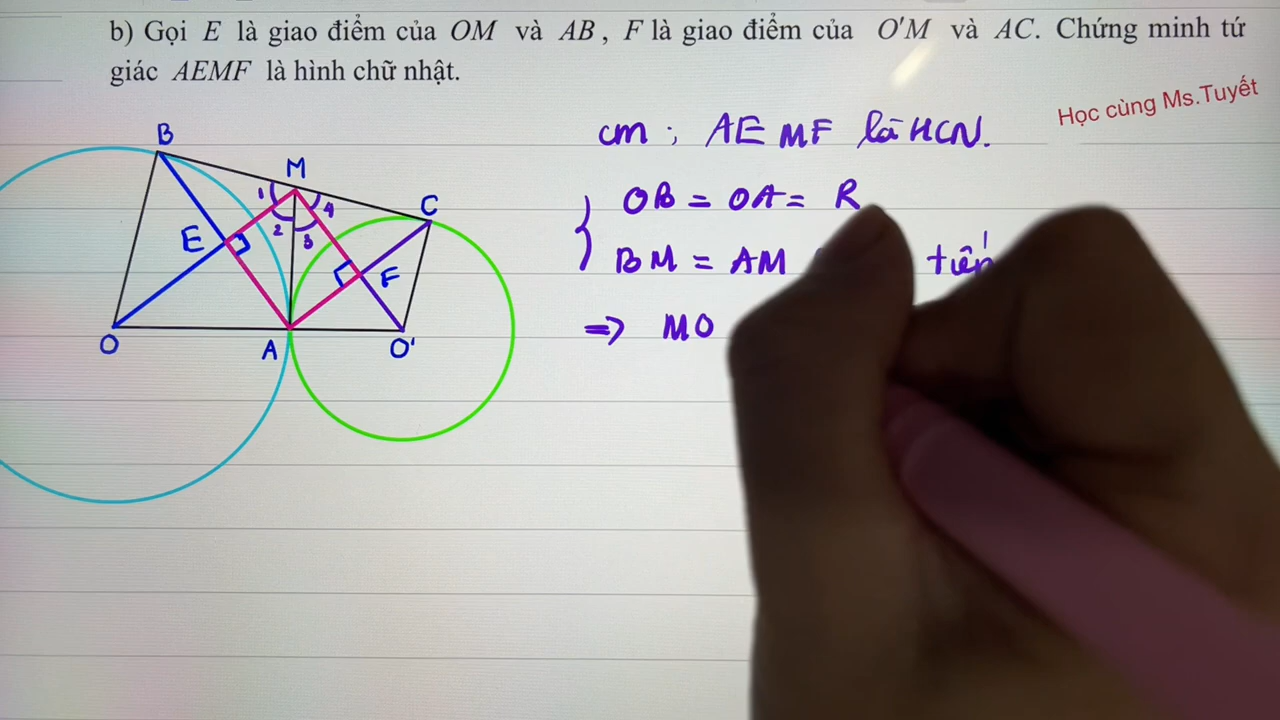 b) Gọi E là giao điểm của OM và AB, F là giao điểm của O'M và AC. Chứng minh tứ
giác AEMF là hình chữ nhật.
Học cùng Ms.Tuyết
cm : AEMF là HCN.
OB = OA = R
BM = AM
tiến
=> MO
B
M
C
1
2
3
4
E
F
O
A
O'